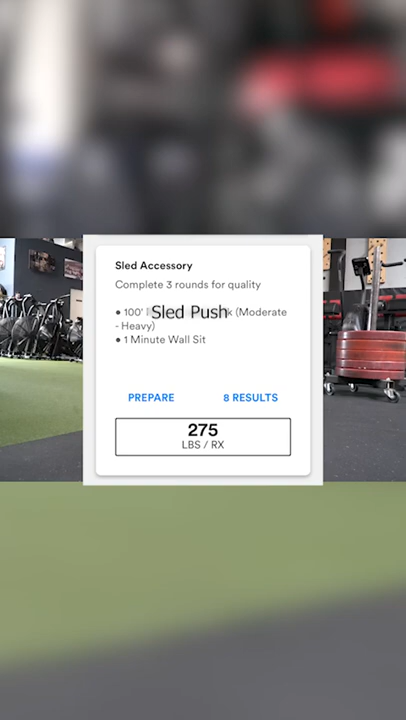 Sled Accessory
Complete 3 rounds for quality
• 100' Sled Push (Moderate
- Heavy)
• 1 Minute Wall Sit
PREPARE 8 RESULTS
275
LBS / RX